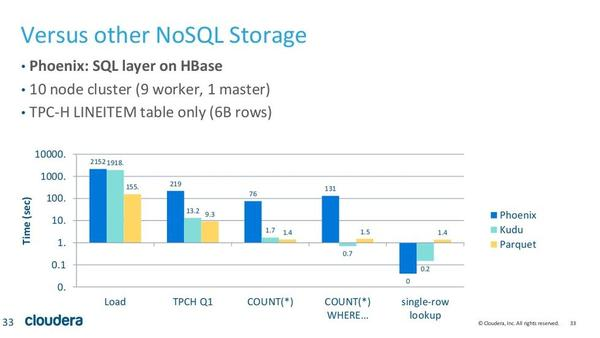 Versus other NoSQL Storage
• Phoenix: SQL layer on HBase
• 10 node cluster (9 worker, 1 master)
• TPC-H LINEITEM table only (6B rows)
Time (sec)
10000.
1000.
100.
10.
1.
0.1
0.
2152 1918. 155.
219 13.2 9.3
76 1.7 1.4
131 0.7 1.5
0 0.2 1.4
Load
TPCH Q1
COUNT(*)
COUNT(*)
WHERE...
single-row
lookup
Phoenix
Kudu
Parquet
33 cloudera
© Cloudera, Inc. All rights reserved. 33